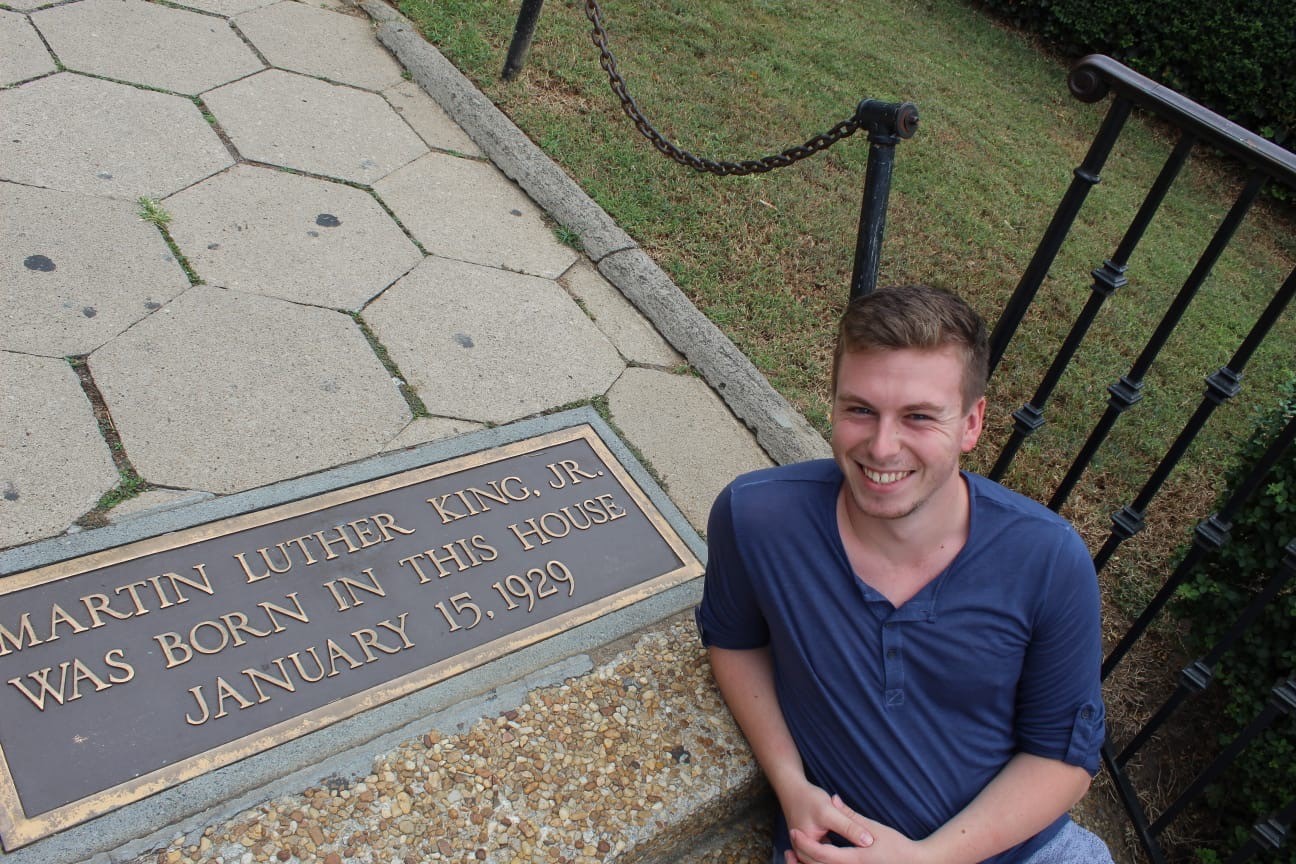 MARTIN LUTHER KING, JR.
WAS BORN IN THIS HOUSE
JANUARY 15, 1929